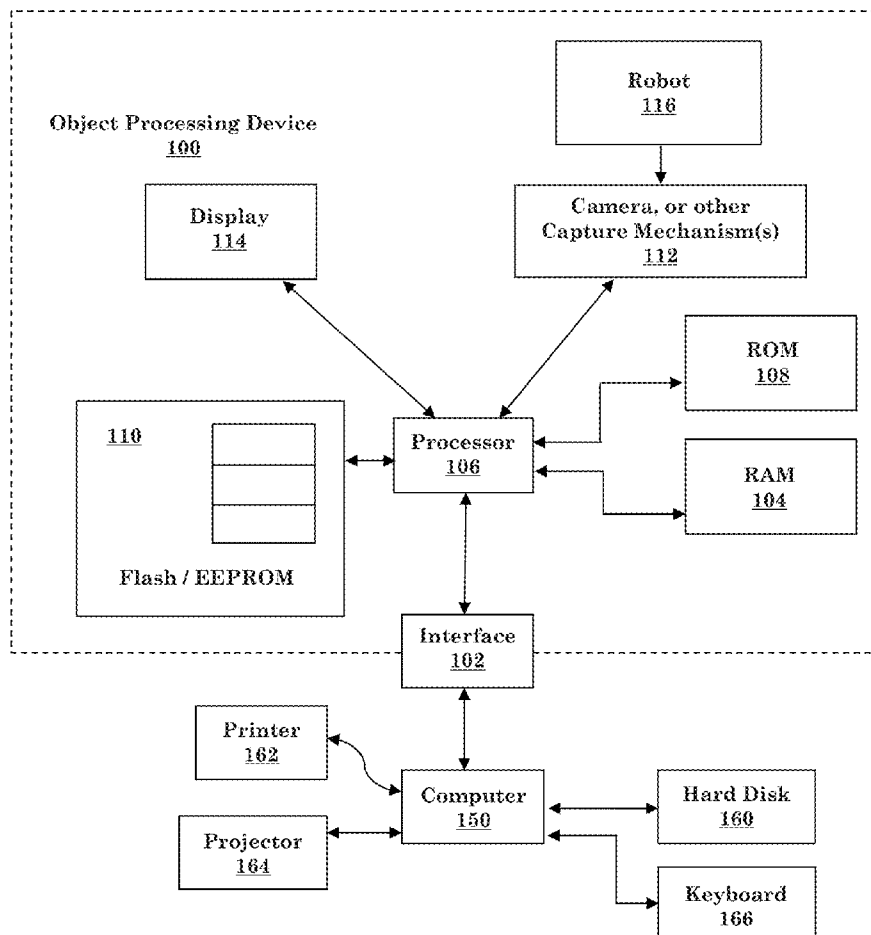 Robot
116
Object Processing Device
100
Display
114
Camera, or other
Capture Mechanism(s)
112
ROM
108
110
Processor
106
RAM
104
Flash / EEPROM
Interface
102
Printer
162
Computer
150
Hard Disk
160
Projector
164
Keyboard
166